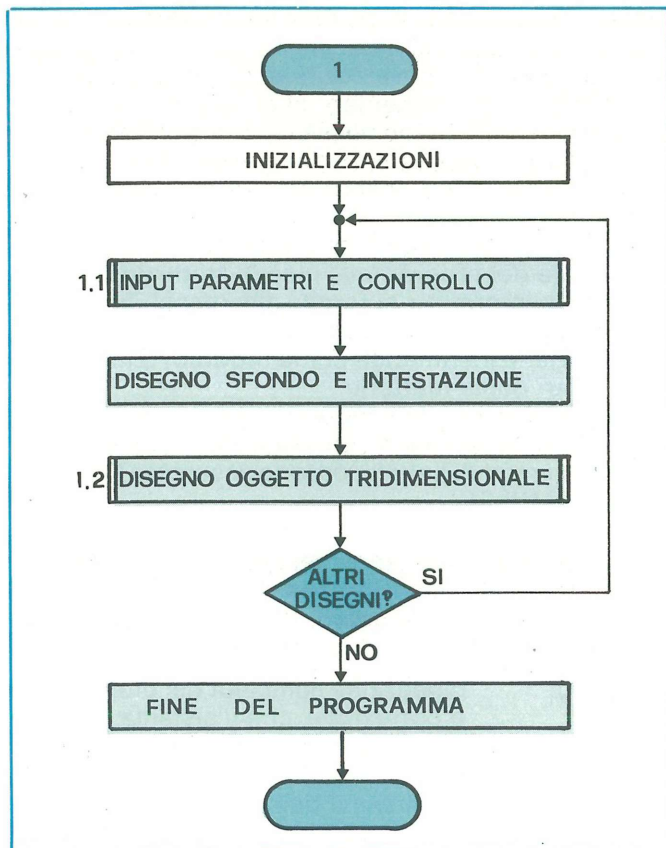 1
INIZIALIZZAZIONI
1.1 INPUT PARAMETRI E CONTROLLO
DISEGNO SFONDO E INTESTAZIONE
1.2 DISEGNO OGGETTO TRIDIMENSIONALE
ALTRI
DISEGNI?
SI
NO
FINE DEL PROGRAMMA